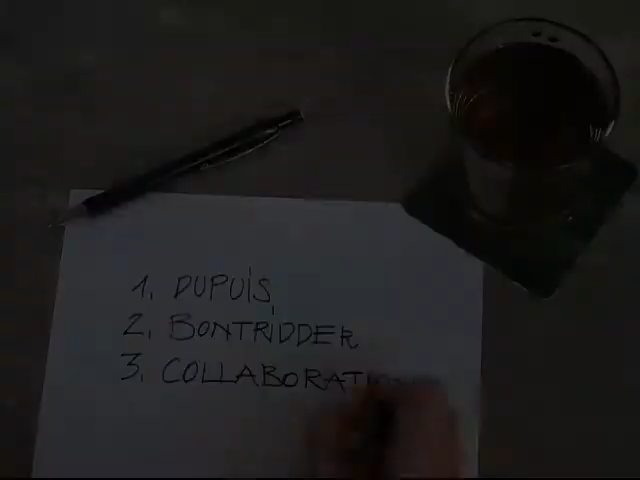 1. DUPUIS,
2. BONTRIDDER
3. COLLABORATI